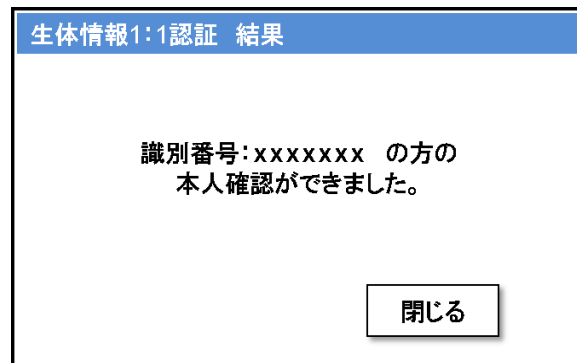 生体情報1：1認証　結果
識別番号：xxxxxxx　の方の
本人確認ができました。
閉じる